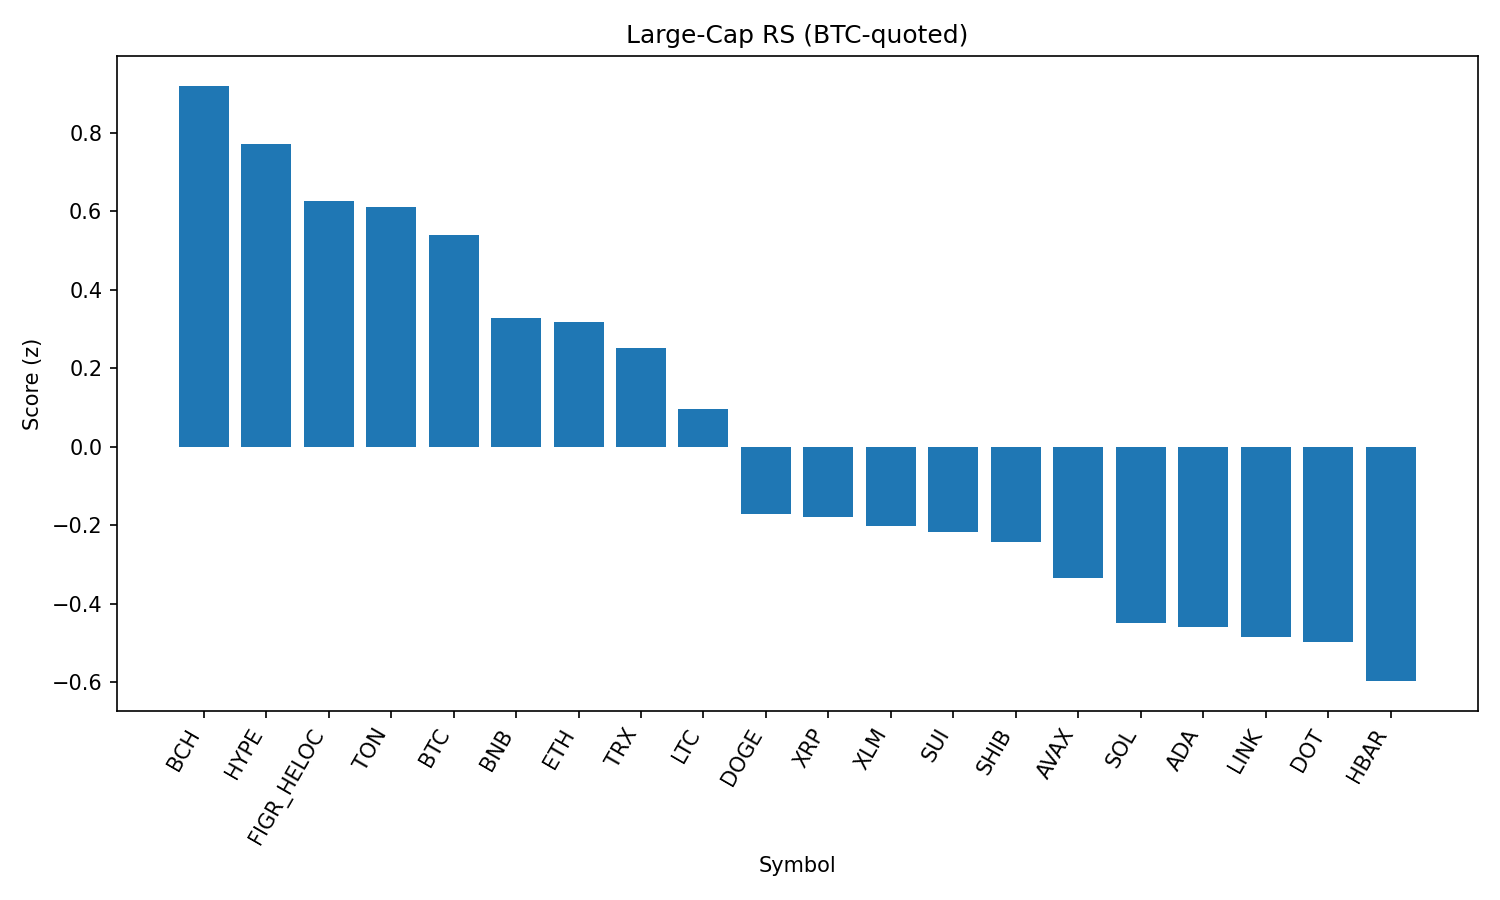 Large-Cap RS (BTC-quoted)
Score (z)
0.8
0.6
0.4
0.2
0.0
−0.2
−0.4
−0.6
BCH
HYPE
FIGR_HELOC
TON
BTC
BNB
ETH
TRX
LTC
DOGE
XRP
XLM
SUI
SHIB
AVAX
SOL
ADA
LINK
DOT
HBAR
Symbol